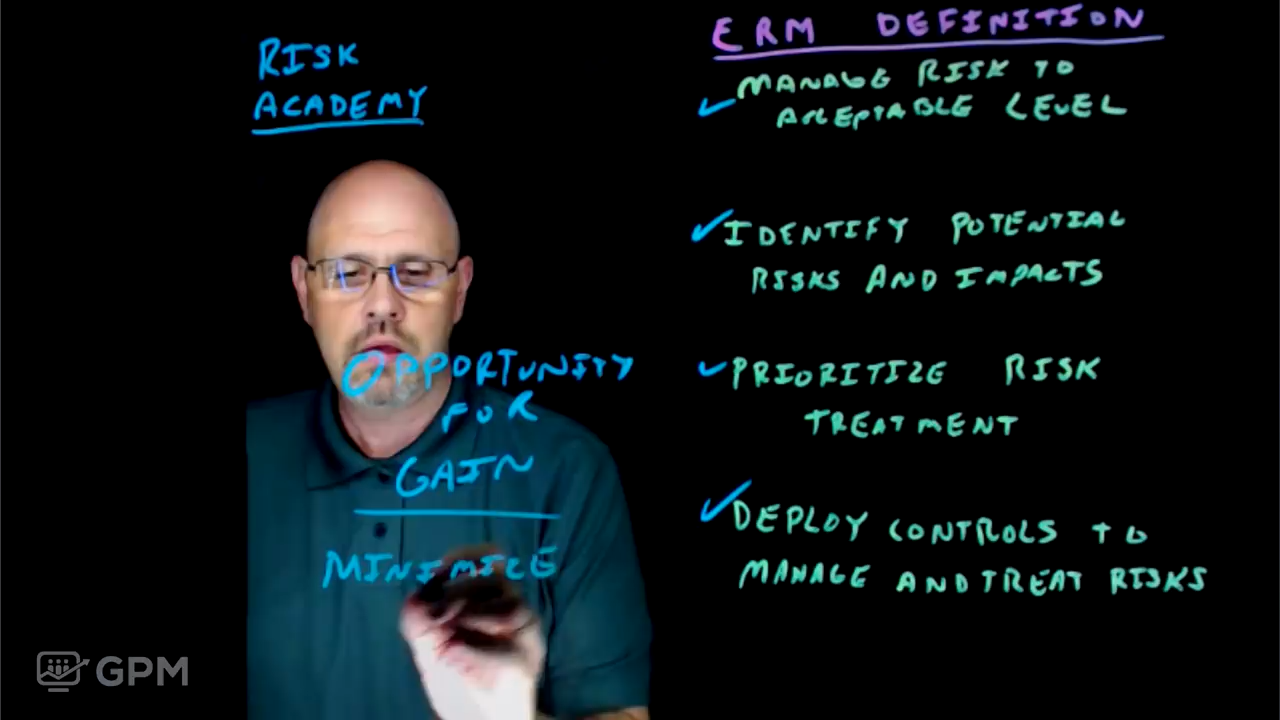 RISK
ACADEMY
OPPORTUNITY
FOR
GAIN
MINIMIZE
ERM DEFINITION
MANAGE RISK TO
ACCEPTABLE LEVEL
IDENTIFY POTENTIAL
RISKS AND IMPACTS
PRIORITIZE RISK
TREATMENT
DEPLOY CONTROLS TO
MANAGE AND TREAT RISKS
GPM